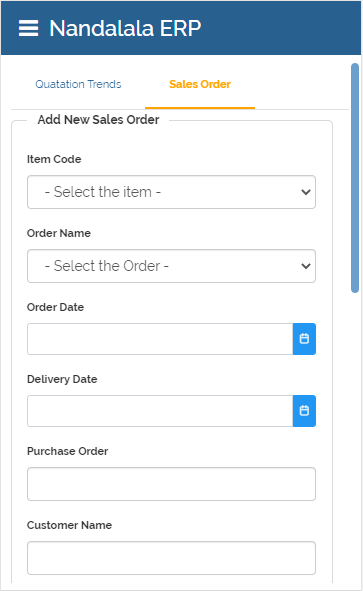 Nandalala ERP
Quatation Trends Sales Order
Add New Sales Order
Item Code
- Select the item -
Order Name
- Select the Order -
Order Date
Delivery Date
Purchase Order
Customer Name